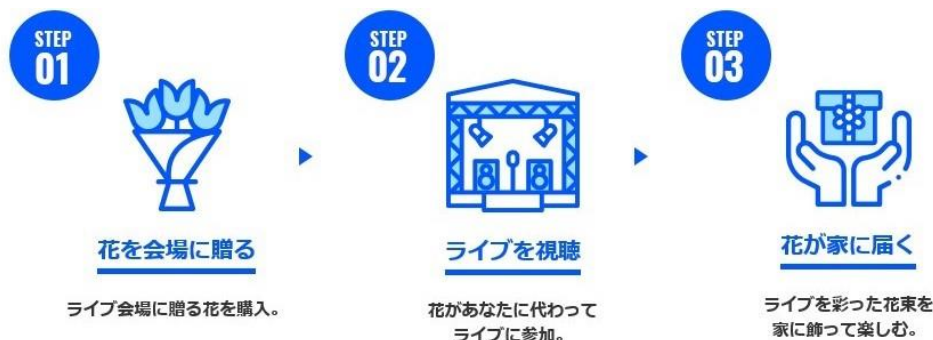 STEP
01
花を会場に贈る
ライブ会場に贈る花を購入。
STEP
02
ライブを視聴
花があなたに代わって
ライブに参加。
STEP
03
花が家に届く
ライブを彩った花束を
家に飾って楽しむ。